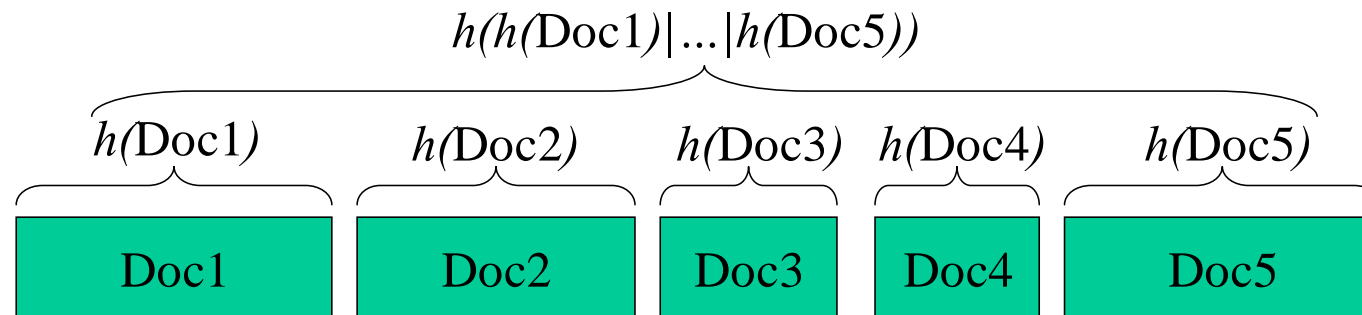 h(h(Doc1)|...|h(Doc5))
h(Doc1) h(Doc2) h(Doc3) h(Doc4) h(Doc5)
Doc1 Doc2 Doc3 Doc4 Doc5